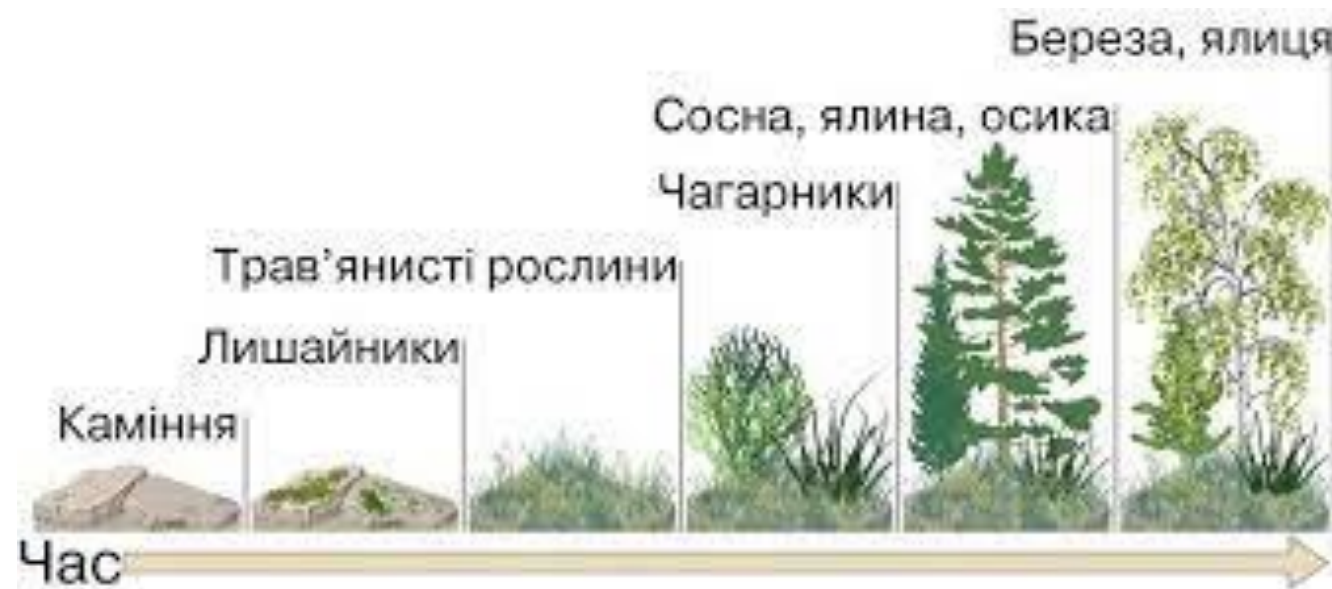 Береза, ялиця
Сосна, ялина, осика
Чагарники
Трав’янисті рослини
Лишайники
Каміння
Час